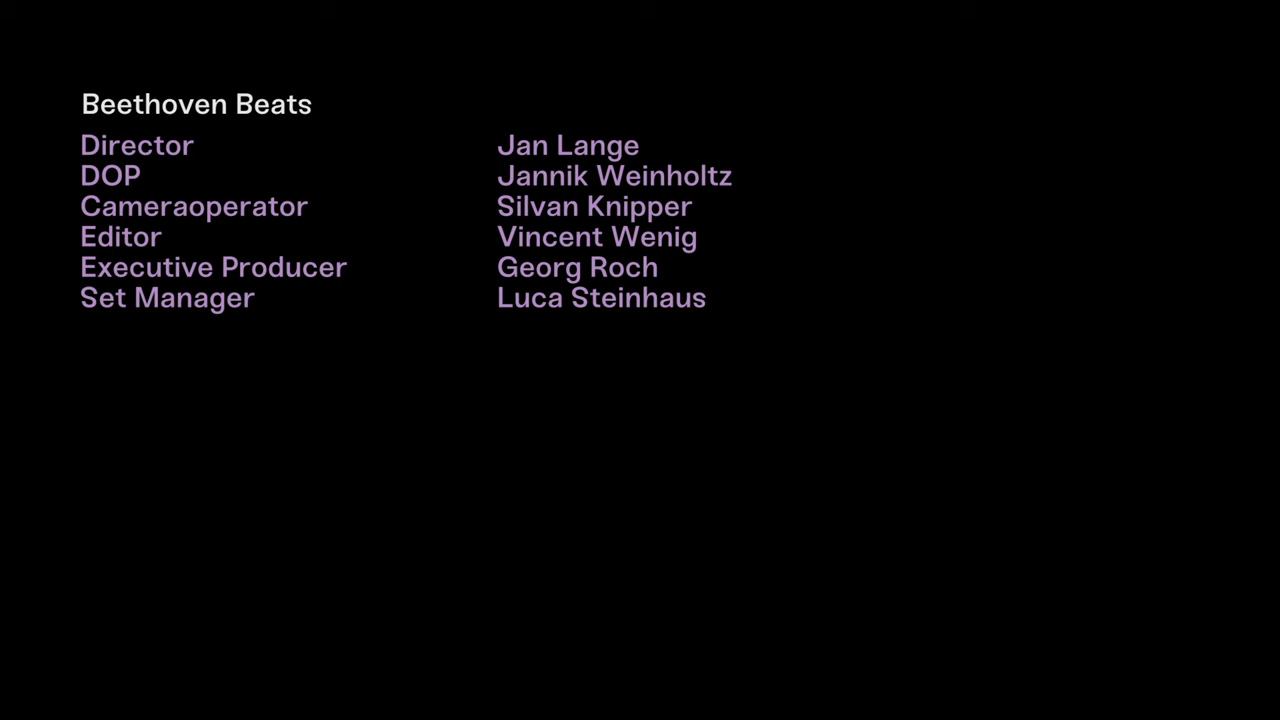 Beethoven Beats
Director Jan Lange
DOP Jannik Weinholtz
Cameraoperator Silvan Knipper
Editor Vincent Wenig
Executive Producer Georg Roch
Set Manager Luca Steinhaus